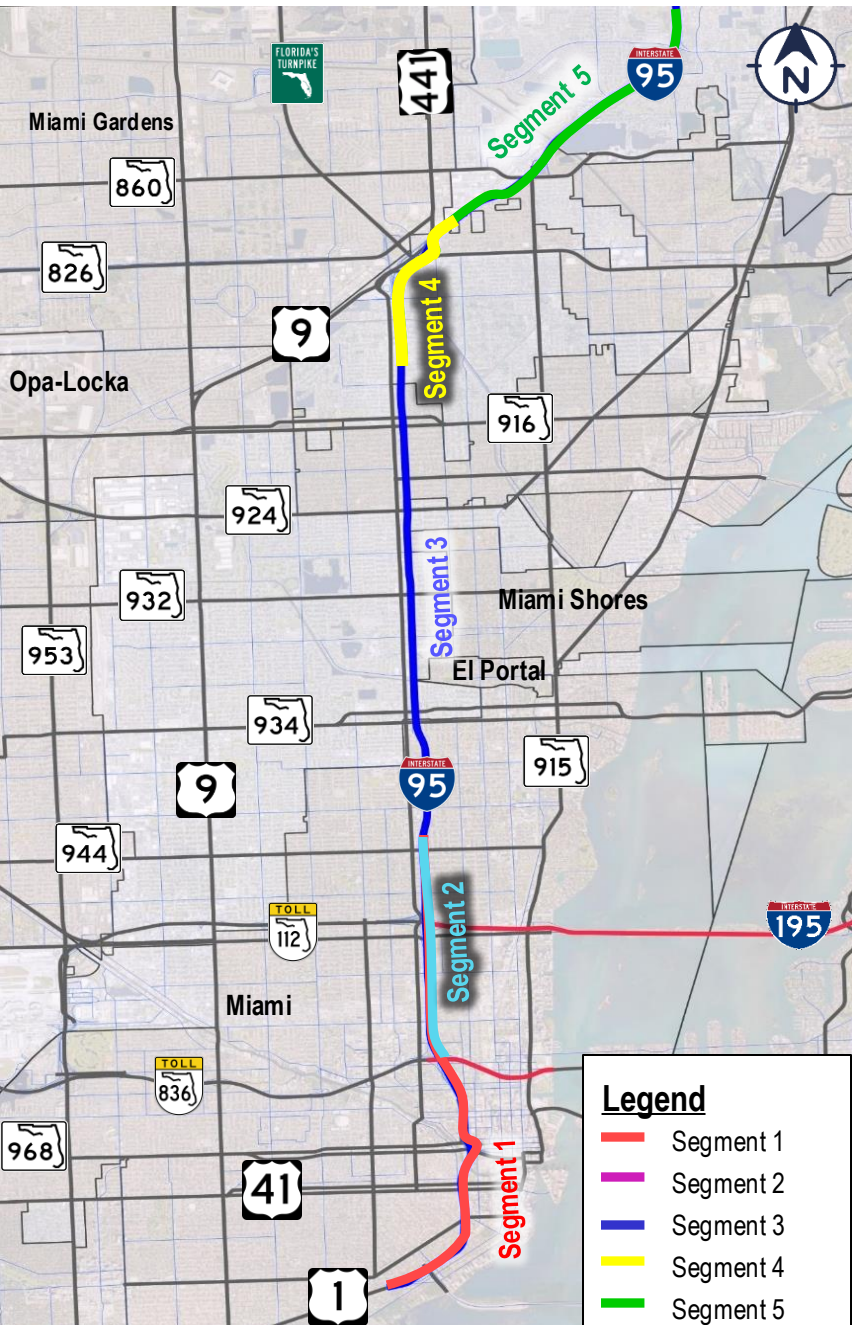 FLORIDA'S
TURNPIKE
441
INTERSTATE
95
N
Segment 5
Miami Gardens
860
826
9
Segment 4
Opa-Locka
916
924
Segment 3
932
Miami Shores
953
El Portal
934
915
9
INTERSTATE
95
944
Segment 2
TOLL
112
INTERSTATE
195
Miami
TOLL
836
968
41
Segment 1
1
Legend
Segment 1
Segment 2
Segment 3
Segment 4
Segment 5